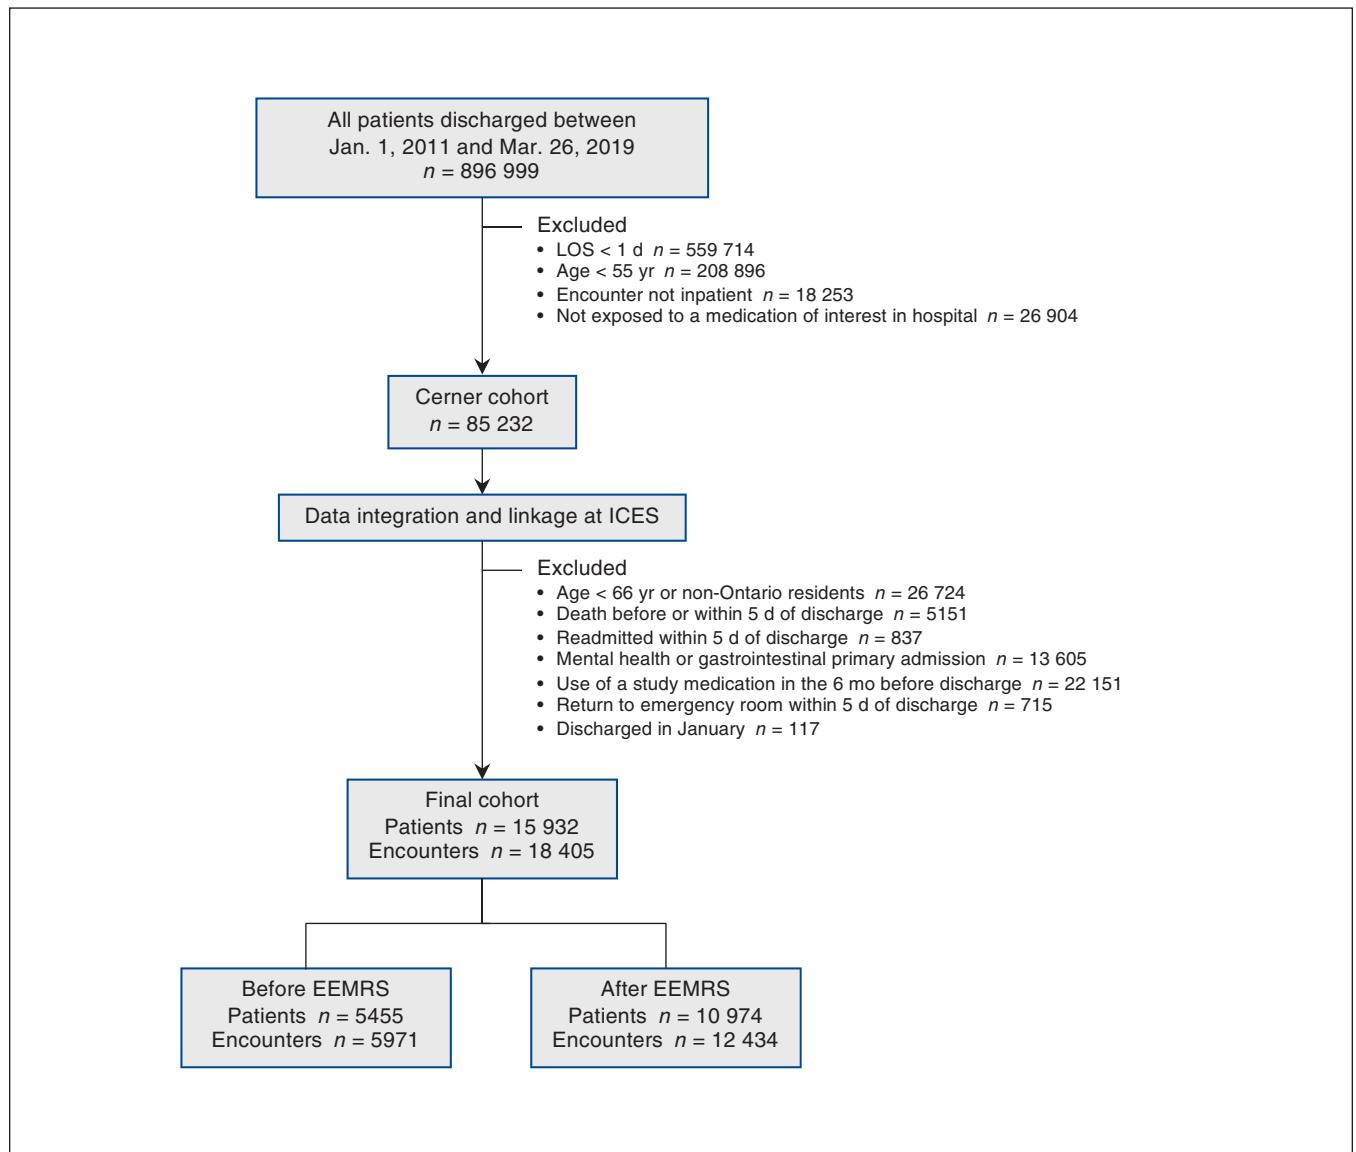 All patients discharged between
Jan. 1, 2011 and Mar. 26, 2019
n = 896 999
Excluded
• LOS < 1 d n = 559 714
• Age < 55 yr n = 208 896
• Encounter not inpatient n = 18 253
• Not exposed to a medication of interest in hospital n = 26 904
Cerner cohort
n = 85 232
Data integration and linkage at ICES
Excluded
• Age < 66 yr or non-Ontario residents n = 26 724
• Death before or within 5 d of discharge n = 5151
• Readmitted within 5 d of discharge n = 837
• Mental health or gastrointestinal primary admission n = 13 605
• Use of a study medication in the 6 mo before discharge n = 22 151
• Return to emergency room within 5 d of discharge n = 715
• Discharged in January n = 117
Final cohort
Patients n = 15 932
Encounters n = 18 405
Before EEMRS
Patients n = 5455
Encounters n = 5971
After EEMRS
Patients n = 10 974
Encounters n = 12 434